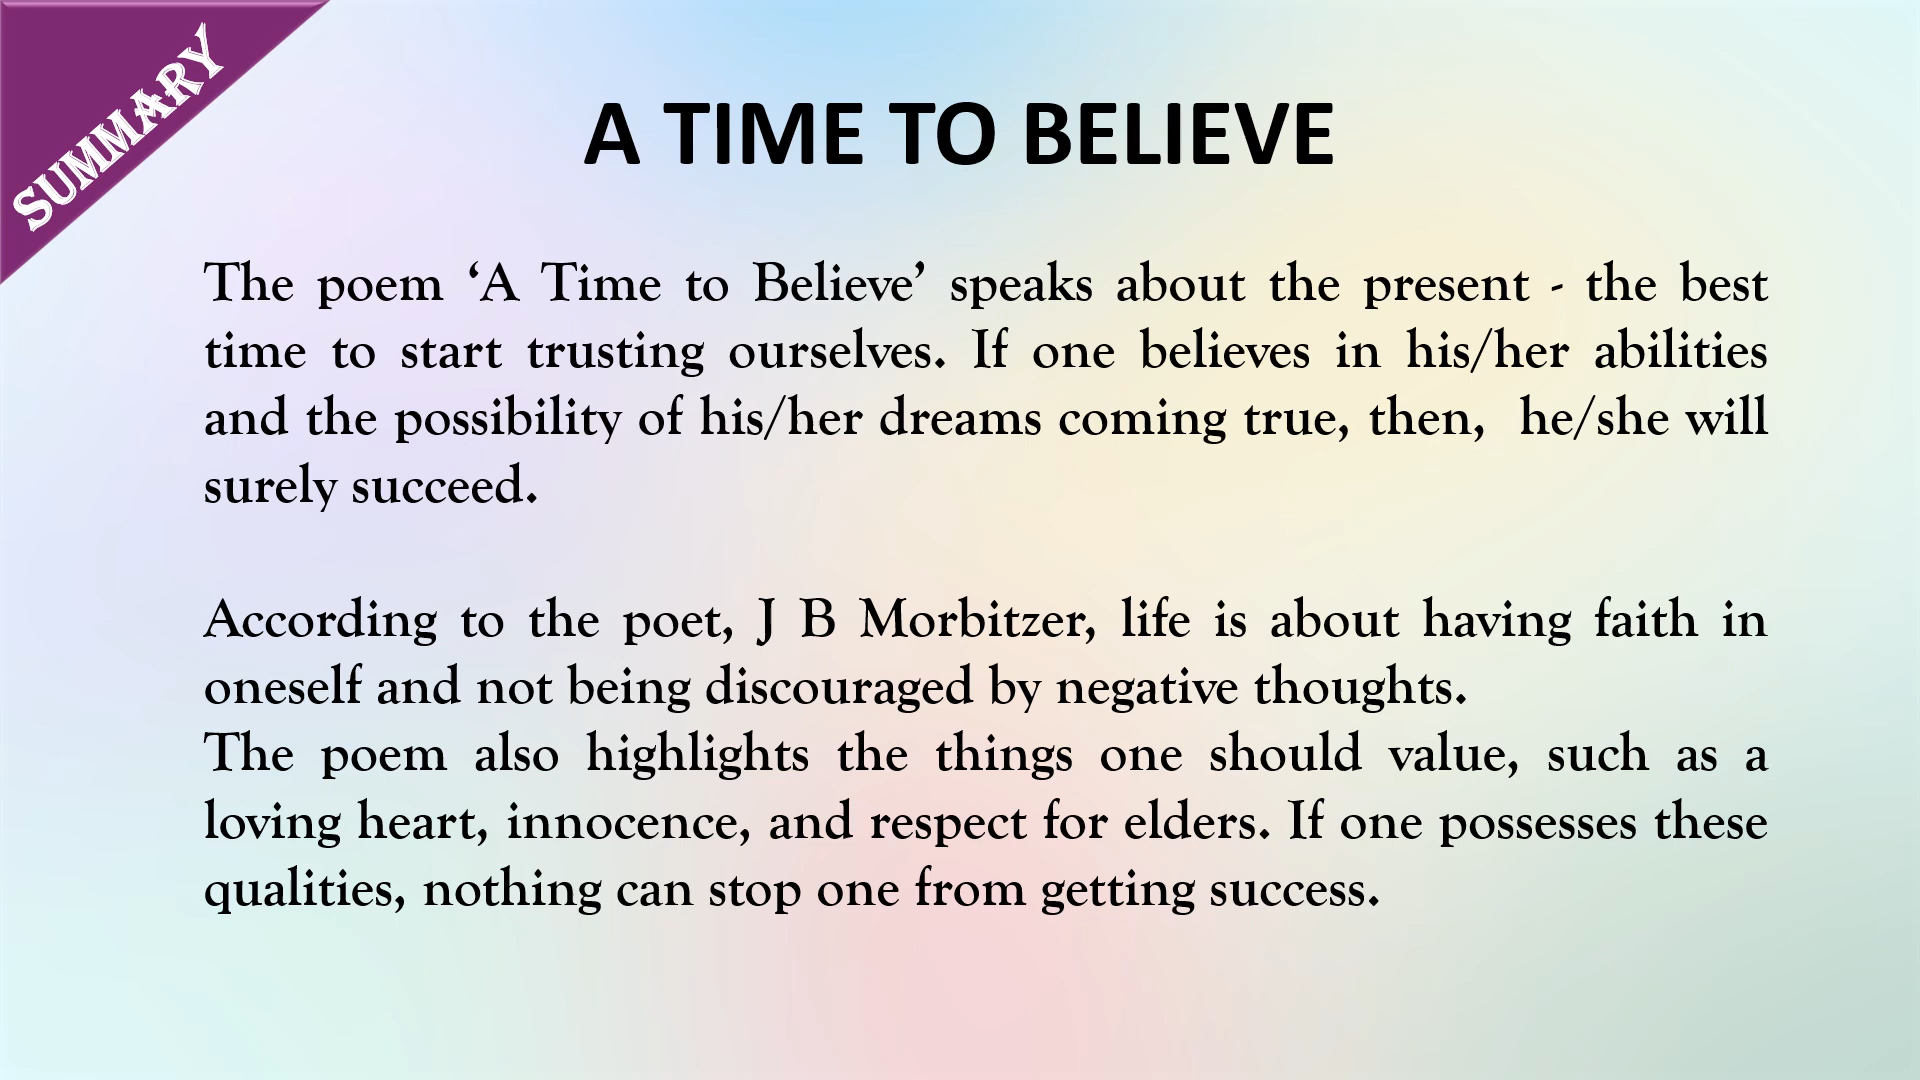 SUMMARY
A TIME TO BELIEVE
The poem ‘A Time to Believe’ speaks about the present - the best
time to start trusting ourselves. If one believes in his/her abilities
and the possibility of his/her dreams coming true, then,  he/she will
surely succeed.
According to the poet, J B Morbitzer, life is about having faith in
oneself and not being discouraged by negative thoughts.
The poem also highlights the things one should value, such as a
loving heart, innocence, and respect for elders. If one possesses these
qualities, nothing can stop one from getting success.